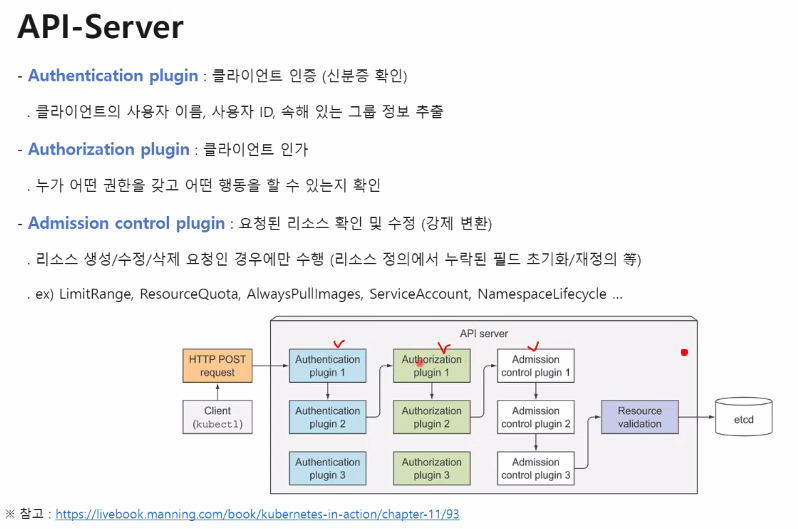 API-Server
- Authentication plugin : 클라이언트 인증 (신분증 확인)
. 클라이언트의 사용자 이름, 사용자 ID, 속해 있는 그룹 정보 추출
- Authorization plugin : 클라이언트 인가
. 누가 어떤 권한을 갖고 어떤 행동을 할 수 있는지 확인
- Admission control plugin : 요청된 리소스 확인 및 수정 (강제 변환)
. 리소스 생성/수정/삭제 요청인 경우에만 수행 (리소스 정의에서 누락된 필드 초기화/재정의 등)
. ex) LimitRange, ResourceQuota, AlwaysPullImages, ServiceAccount, NamespaceLifecycle ...
API server
HTTP POST
request
Client
(kubectl)
Authentication
plugin 1
Authentication
plugin 2
Authentication
plugin 3
Authorization
plugin 1
Authorization
plugin 2
Authorization
plugin 3
Admission
control plugin 1
Admission
control plugin 2
Admission
control plugin 3
Resource
validation
etcd
※ 참고 : https://livebook.manning.com/book/kubernetes-in-action/chapter-11/93